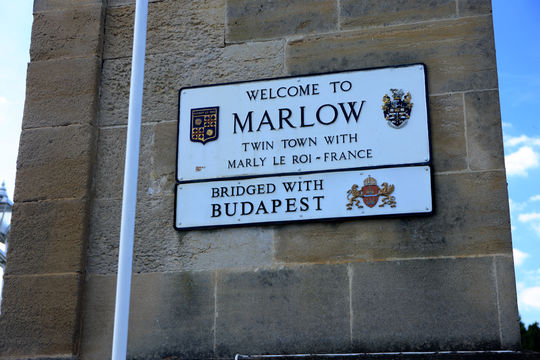 WELCOME TO
MARLOW
TWIN TOWN WITH
MARLY LE ROI - FRANCE
BRIDGED WITH
BUDAPEST